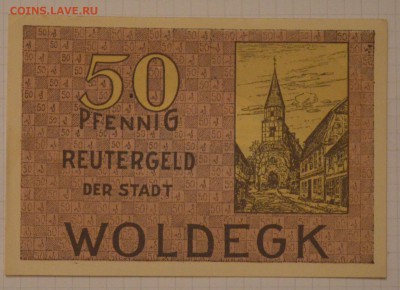 COINS.LAVE.RU
50
PFENNIG
REUTERGELD
DER STADT
WOLDEGK